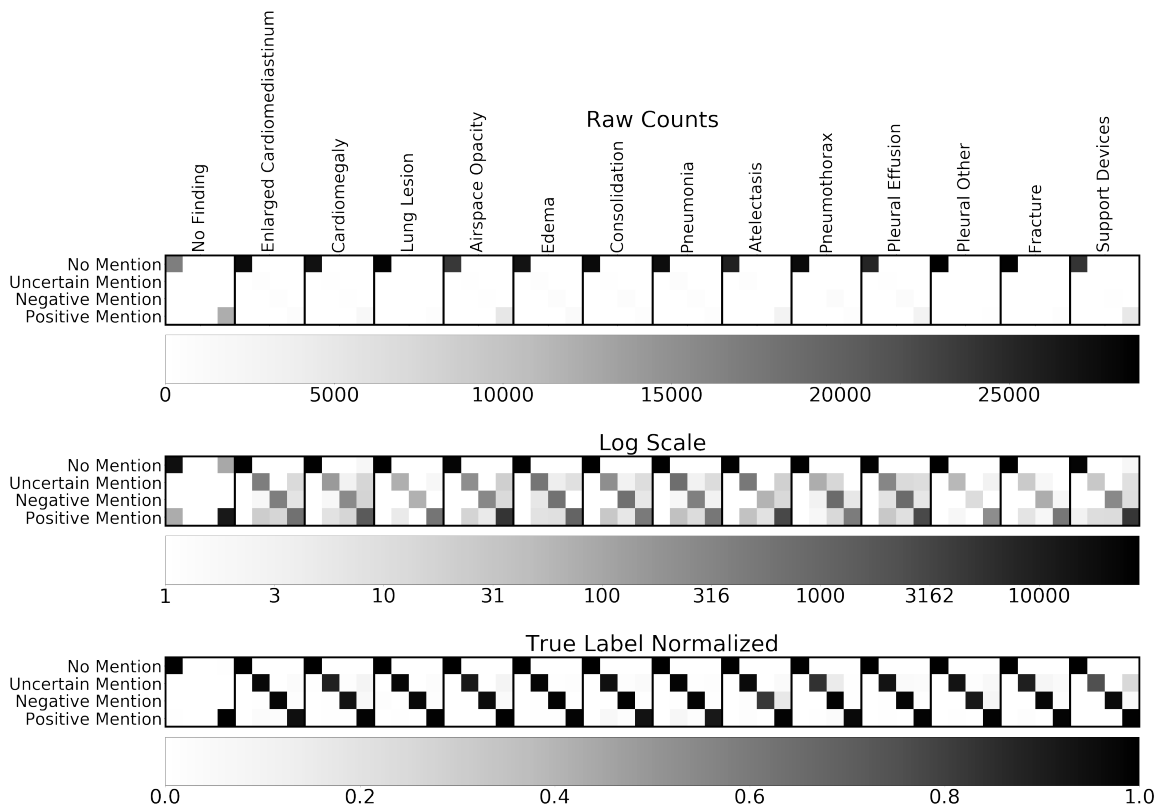 Raw Counts
No Finding
Enlarged Cardiomediastinum
Cardiomegaly
Lung Lesion
Airspace Opacity
Edema
Consolidation
Pneumonia
Atelectasis
Pneumothorax
Pleural Effusion
Pleural Other
Fracture
Support Devices
No Mention
Uncertain Mention
Negative Mention
Positive Mention
0 5000 10000 15000 20000 25000
Log Scale
No Mention
Uncertain Mention
Negative Mention
Positive Mention
1 3 10 31 100 316 1000 3162 10000
True Label Normalized
No Mention
Uncertain Mention
Negative Mention
Positive Mention
0.0 0.2 0.4 0.6 0.8 1.0